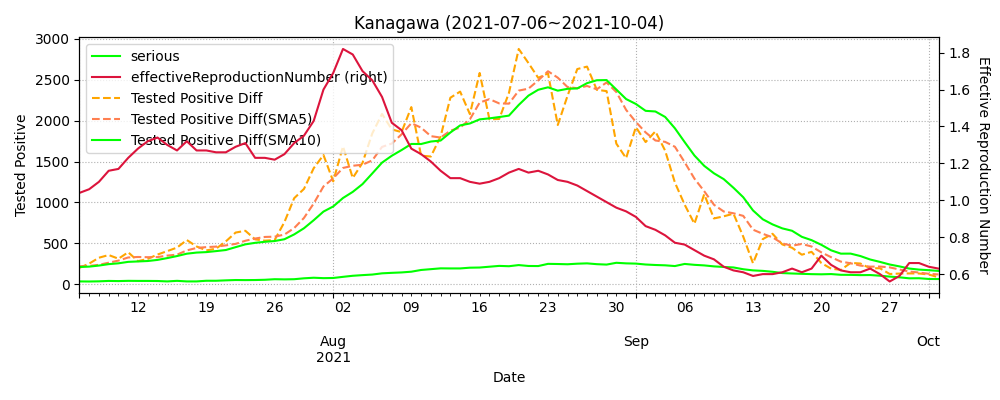 Kanagawa (2021-07-06~2021-10-04)
serious
effectiveReproductionNumber (right)
Tested Positive Diff
Tested Positive Diff(SMA5)
Tested Positive Diff(SMA10)
3000
2500
2000
1500
1000
500
0
Tested Positive
1.8
1.6
1.4
1.2
1.0
0.8
0.6
Effective Reproduction Number
12 19 26 02 09 16 23 30 06 13 20 27
Aug Sep Oct
2021
Date